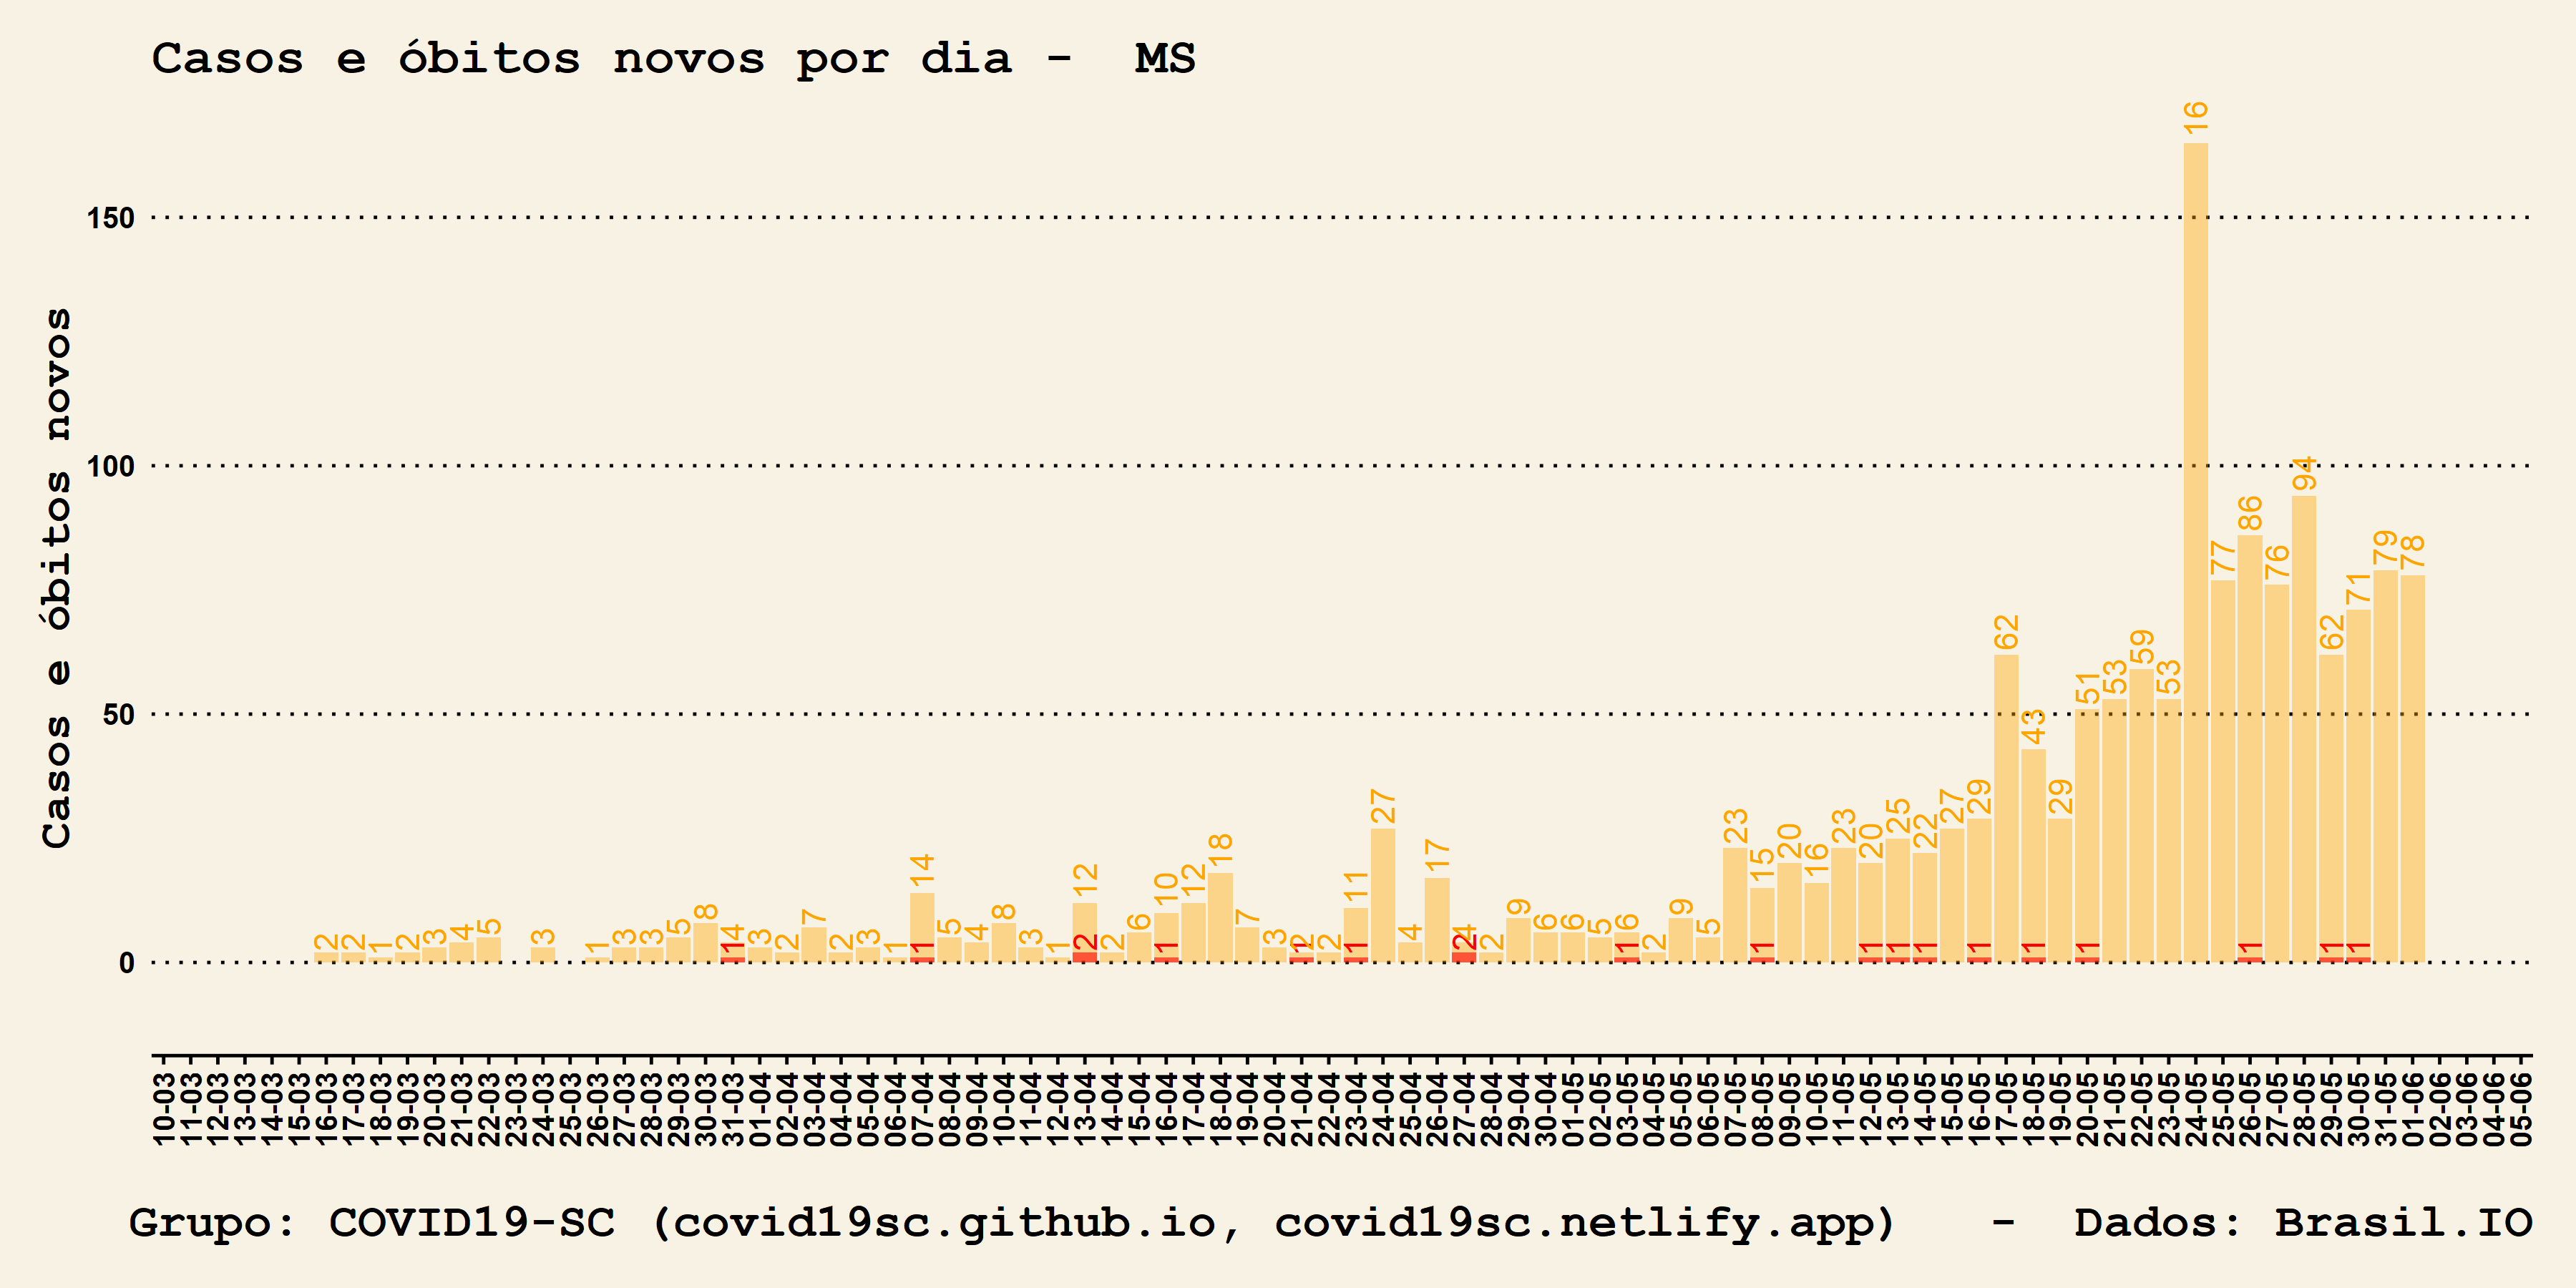 Casos e óbitos novos por dia -  MS
Casos e óbitos novos
150
100
50
0
2 2 1 2 3 4 5 3 1 3 3 5 8 4 3 2 7 2 3 1 14 5 4 8 3 1 12 2 6 10 12 18 7 3 2 2 11 27 4 17 4 2 9 6 6 5 6 2 9 5 23 15 20 16 23 20 25 22 27 29 62 43 29 51 53 59 53 16 77 86 76 94 62 71 79 78
1 1 2 1 1 1 2 1 1 1 1 1 1 1 1 1 1 1
10-03 11-03 12-03 13-03 14-03 15-03 16-03 17-03 18-03 19-03 20-03 21-03 22-03 23-03 24-03 25-03 26-03 27-03 28-03 29-03 30-03 31-03 01-04 02-04 03-04 04-04 05-04 06-04 07-04 08-04 09-04 10-04 11-04 12-04 13-04 14-04 15-04 16-04 17-04 18-04 19-04 20-04 21-04 22-04 23-04 24-04 25-04 26-04 27-04 28-04 29-04 30-04 01-05 02-05 03-05 04-05 05-05 06-05 07-05 08-05 09-05 10-05 11-05 12-05 13-05 14-05 15-05 16-05 17-05 18-05 19-05 20-05 21-05 22-05 23-05 24-05 25-05 26-05 27-05 28-05 29-05 30-05 31-05 01-06 02-06 03-06 04-06 05-06
Grupo: COVID19-SC (covid19sc.github.io, covid19sc.netlify.app)   -  Dados: Brasil.IO